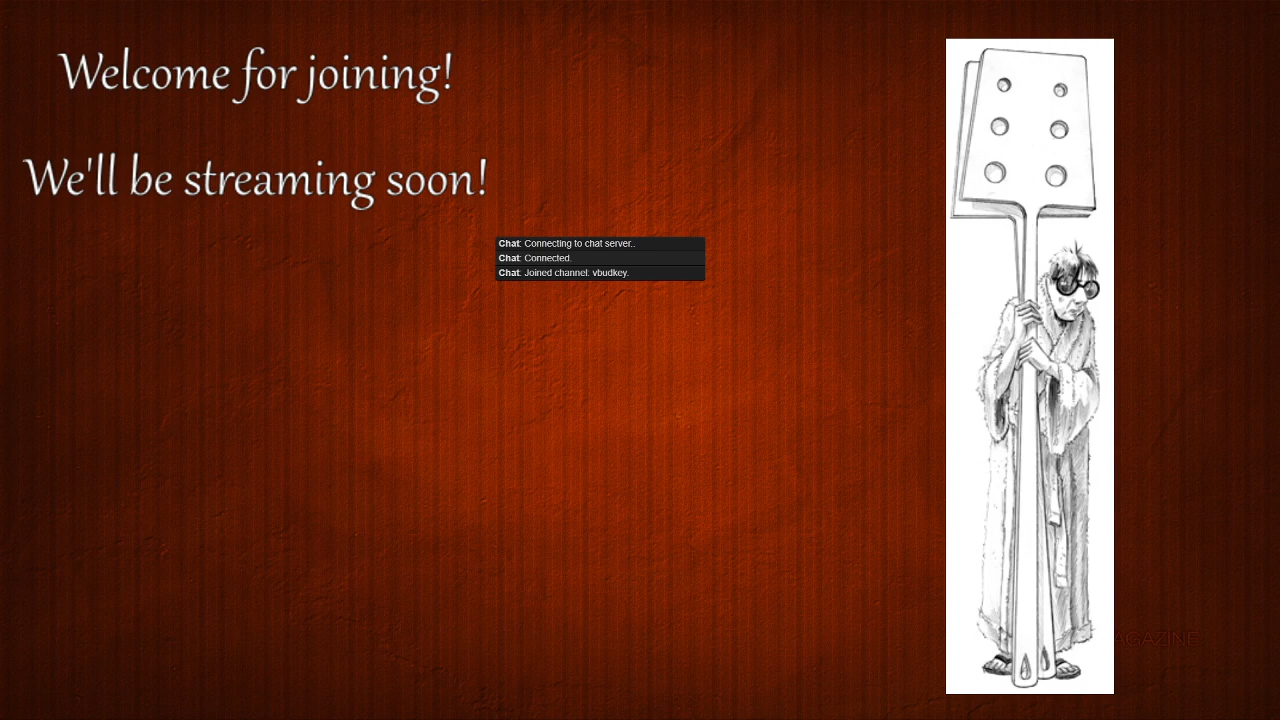 Welcome for joining!
We'll be streaming soon!
Chat: Connecting to chat server..
Chat: Connected.
Chat: Joined channel: vbudkey.
AGAZINE